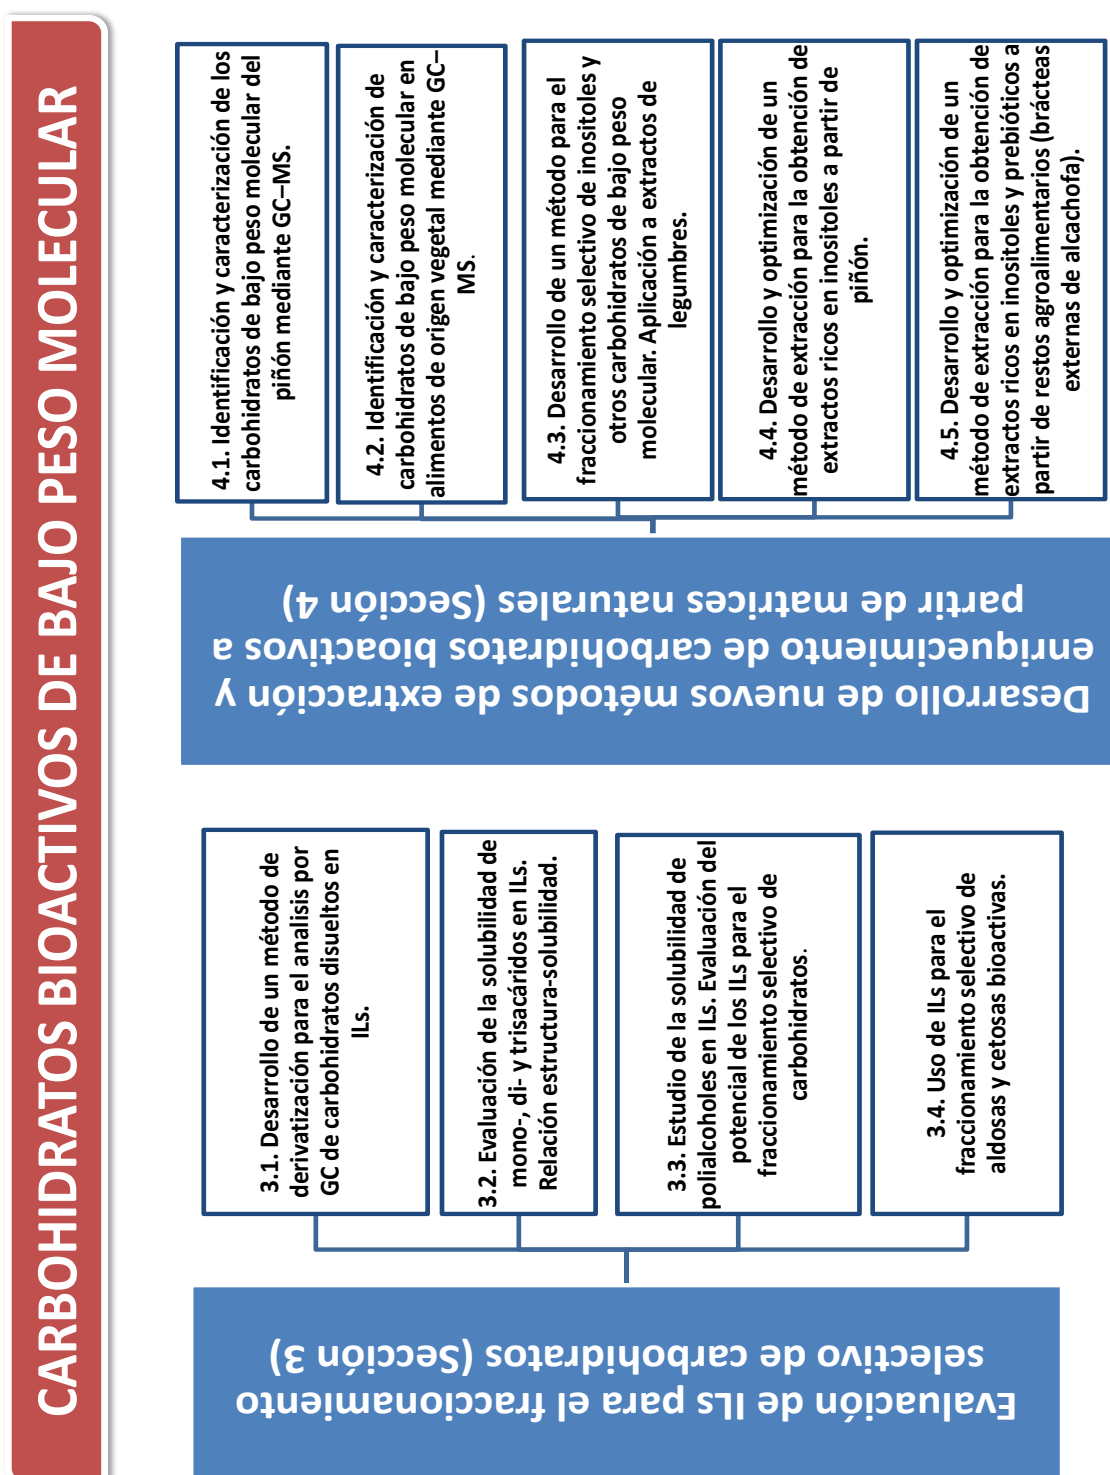 CARBOHIDRATOS BIOACTIVOS DE BAJO PESO MOLECULAR
Evaluación de ILs para el fraccionamiento
selectivo de carbohidratos (Sección 3)
3.1. Desarrollo de un método de
derivatización para el analisis por
GC de carbohidratos disueltos en
ILs.
3.2. Evaluación de la solubilidad de
mono-, di- y trisacáridos en ILs.
Relación estructura-solubilidad.
3.3. Estudio de la solubilidad de
polialcoholes en ILs. Evaluación del
potencial de los ILs para el
fraccionamiento selectivo de
carbohidratos.
3.4. Uso de ILs para el
fraccionamiento selectivo de
aldosas y cetosas bioactivas.
Desarrollo de nuevos métodos de extracción y
enriquecimiento de carbohidratos bioactivos a
partir de matrices naturales (Sección 4)
4.1. Identificación y caracterización de los
carbohidratos de bajo peso molecular del
piñón mediante GC–MS.
4.2. Identificación y caracterización de
carbohidratos de bajo peso molecular en
alimentos de origen vegetal mediante GC–
MS.
4.3. Desarrollo de un método para el
fraccionamiento selectivo de inositoles y
otros carbohidratos de bajo peso
molecular. Aplicación a extractos de
legumbres.
4.4. Desarrollo y optimización de un
método de extracción para la obtención de
extractos ricos en inositoles a partir de
piñón.
4.5. Desarrollo y optimización de un
método de extracción para la obtención de
extractos ricos en inositoles y prebióticos a
partir de restos agroalimentarios (brácteas
externas de alcachofa).